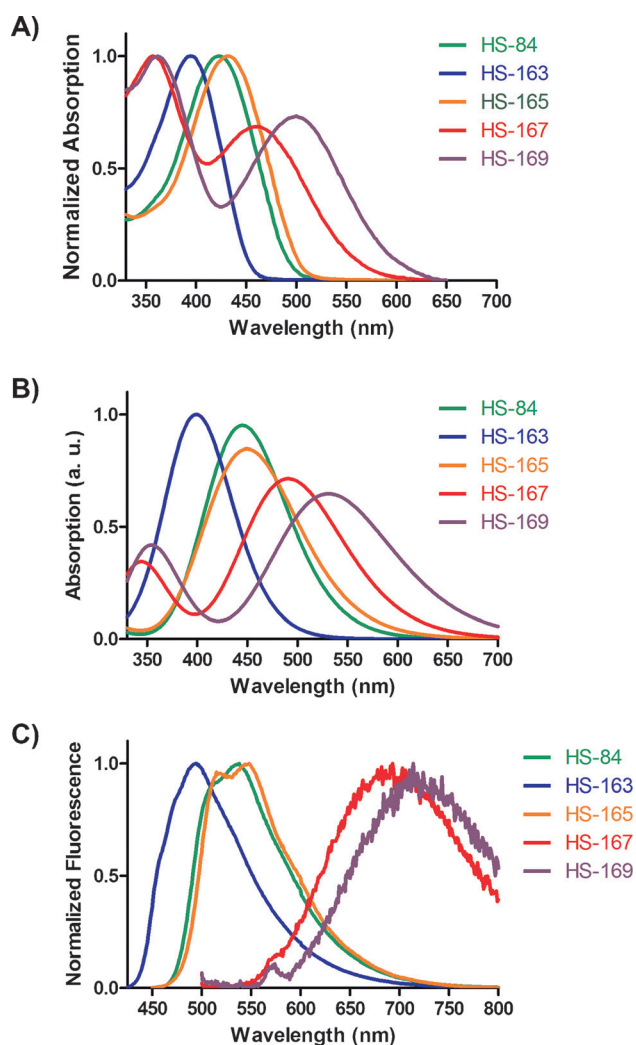 A)
Normalized Absorption
1.0
0.5
0.0
350 400 450 500 550 600 650 700
Wavelength (nm)
HS-84
HS-163
HS-165
HS-167
HS-169
B)
Absorption (a. u.)
1.0
0.5
0.0
350 400 450 500 550 600 650 700
Wavelength (nm)
HS-84
HS-163
HS-165
HS-167
HS-169
C)
Normalized Fluorescence
1.0
0.5
0.0
450 500 550 600 650 700 750 800
Wavelength (nm)
HS-84
HS-163
HS-165
HS-167
HS-169